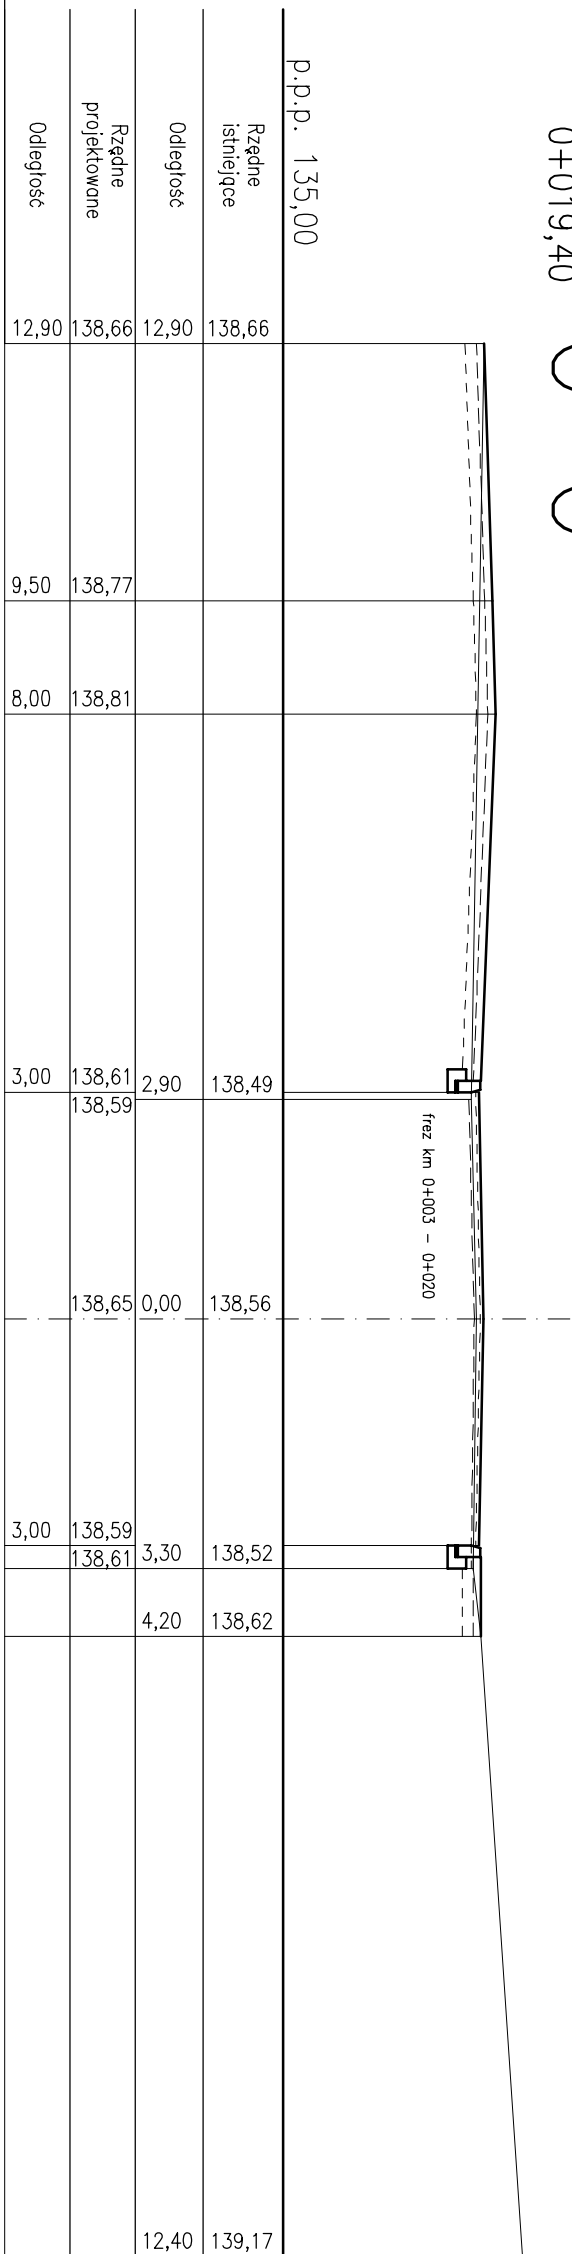 0+019,40
p.p.p. 135,00
Rzędne
istniejące
Odległość
Rzędne
projektowane
Odległość
12,90 138,66 12,90 138,66
9,50 138,77
8,00 138,81
3,00 138,61 2,90 138,49
138,59
frez km 0+003 - 0+020
138,65 0,00 138,56
3,00 138,59
138,61 3,30 138,52
4,20 138,62
12,40 139,17